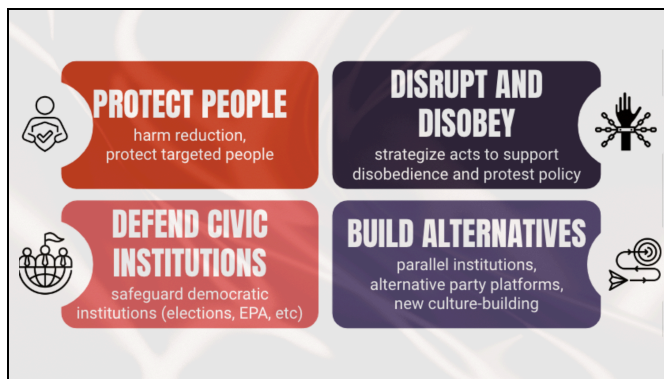 PROTECT PEOPLE
harm reduction,
protect targeted people
DISRUPT AND
DISOBEY
strategize acts to support
disobedience and protest policy
DEFEND CIVIC
INSTITUTIONS
safeguard democratic
institutions (elections, EPA, etc)
BUILD ALTERNATIVES
parallel institutions,
alternative party platforms,
new culture-building